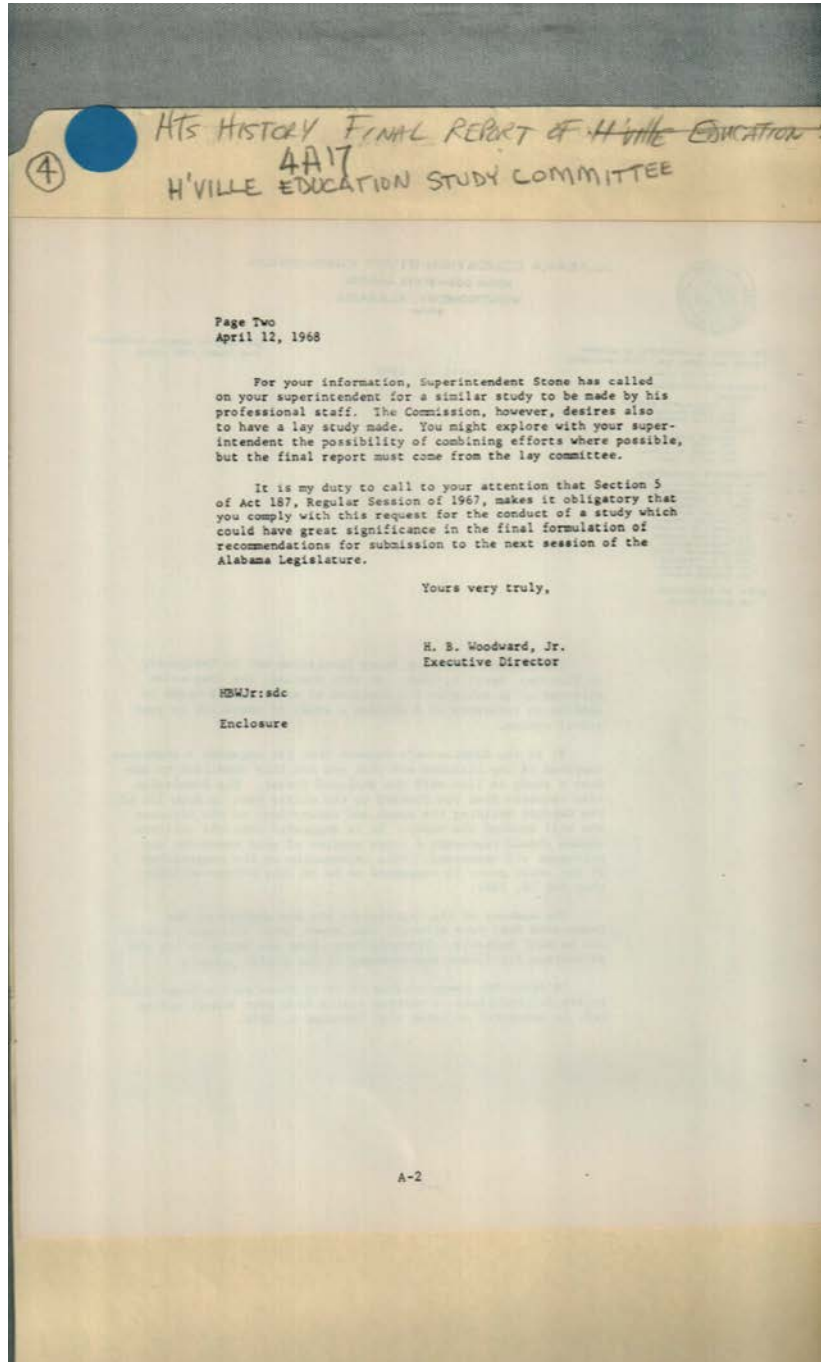 HTS HISTORY FINAL REPORT OF H'ville EDUCATION
4A17
④
H'VILLE EDUCATION STUDY COMMITTEE
Page Two
April 12, 1968
For your information, Superintendent Stone has called
on your superintendent for a similar study to be made by his
professional staff. The Commission, however, desires also
to have a lay study made. You might explore with your super-
intendent the possibility of combining efforts where possible,
but the final report must come from the lay committee.
It is my duty to call to your attention that Section 5
of Act 187, Regular Session of 1967, makes it obligatory that
you comply with this request for the conduct of a study which
could have great significance in the final formulation of
recommendations for submission to the next session of the
Alabama Legislature.
Yours very truly,
H. B. Woodward, Jr.
Executive Director
HBWJr:sdc
Enclosure
A-2